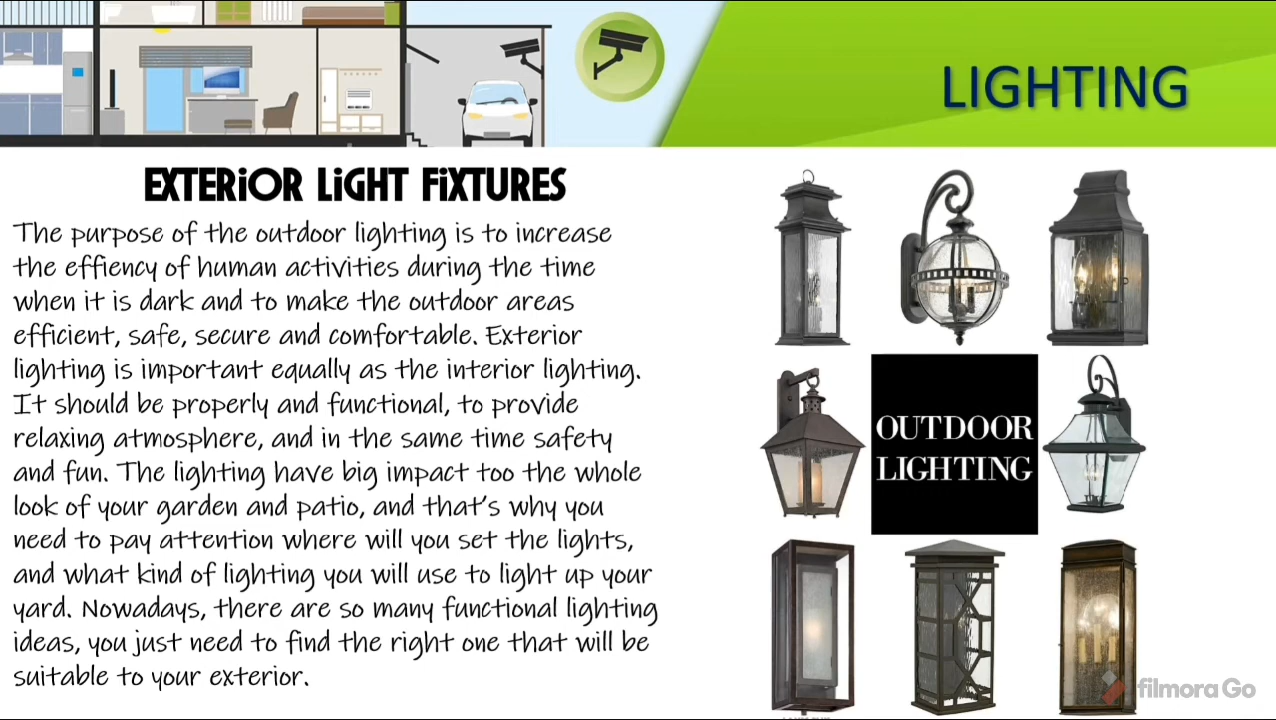 LIGHTING
EXTERiOR LiGHT FiXTURES
The purpose of the outdoor lighting is to increase
the effiency of human activities during the time
when it is dark and to make the outdoor areas
efficient, safe, secure and comfortable. Exterior
lighting is important equally as the interior lighting.
It should be properly and functional, to provide
relaxing atmosphere, and in the same time safety
and fun. The lighting have big impact too the whole
look of your garden and patio, and that's why you
need to pay attention where will you set the lights,
and what kind of lighting you will use to light up your
yard. Nowadays, there are so many functional lighting
ideas, you just need to find the right one that will be
suitable to your exterior.
OUTDOOR
LIGHTING
filmora Go